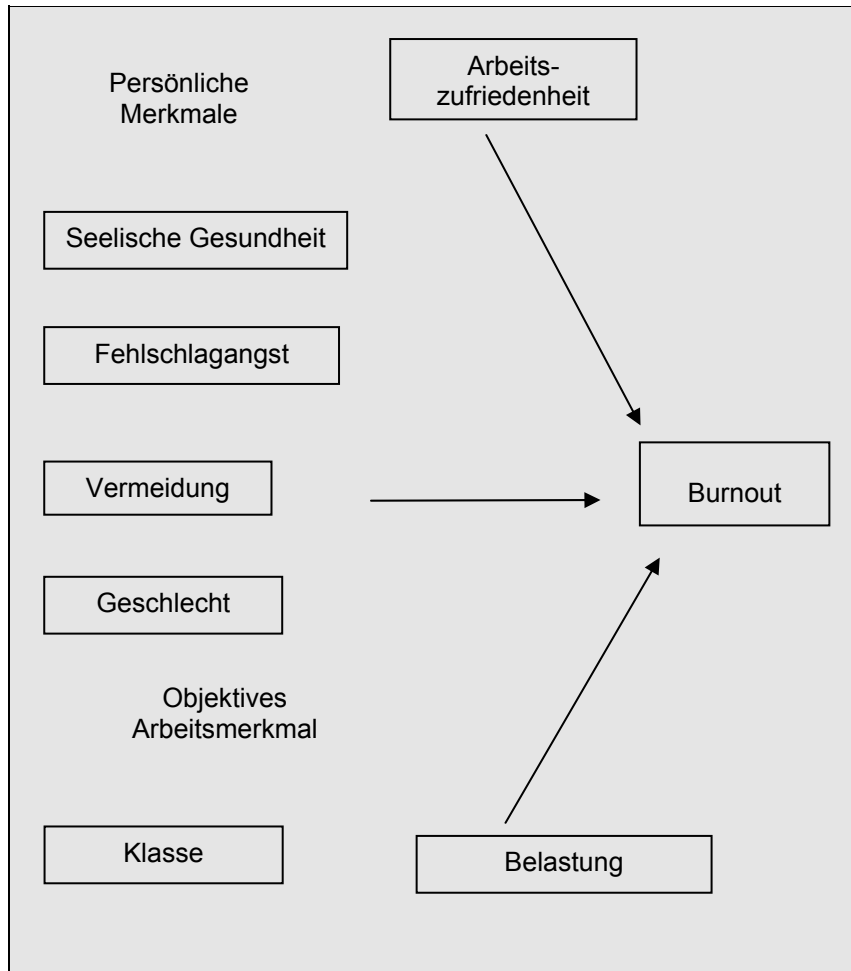 Persönliche
Merkmale
Arbeits-
zufriedenheit
Seelische Gesundheit
Fehlschlagangst
Vermeidung
Burnout
Geschlecht
Objektives
Arbeitsmerkmal
Klasse
Belastung